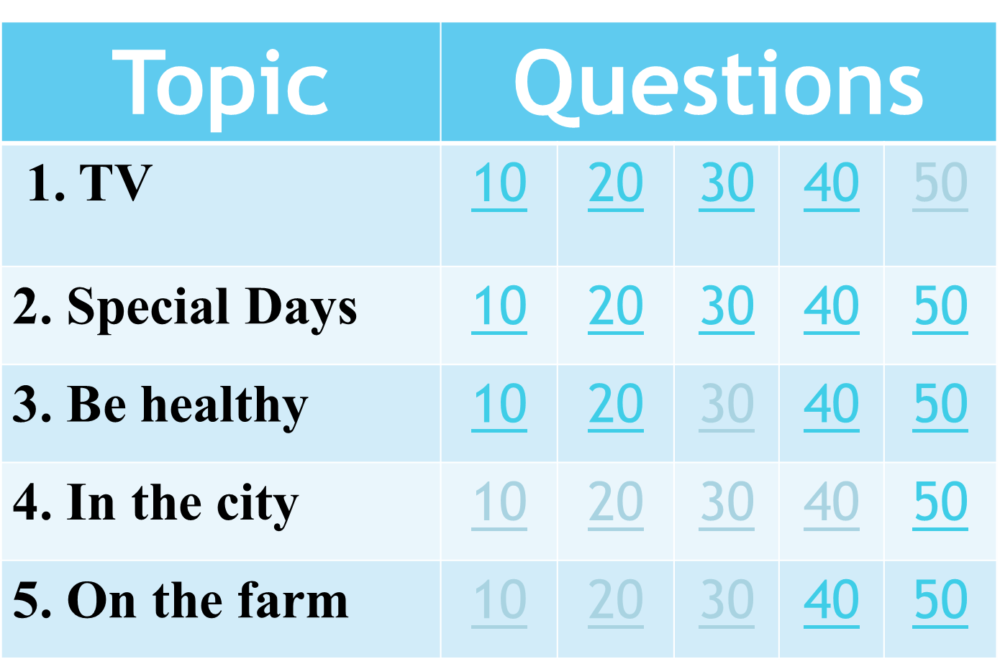 Topic Questions
1. TV 10 20 30 40 50
2. Special Days 10 20 30 40 50
3. Be healthy 10 20 30 40 50
4. In the city 10 20 30 40 50
5. On the farm 10 20 30 40 50